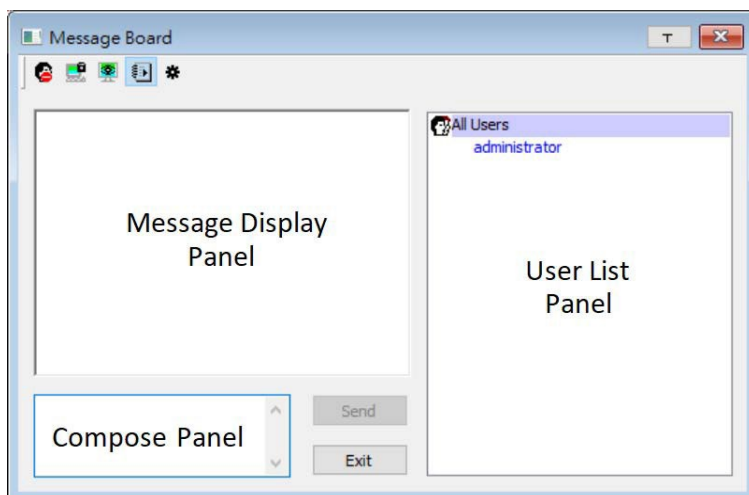 Message Board
T
All Users
administrator
Message Display
Panel
User List
Panel
Compose Panel
Send
Exit